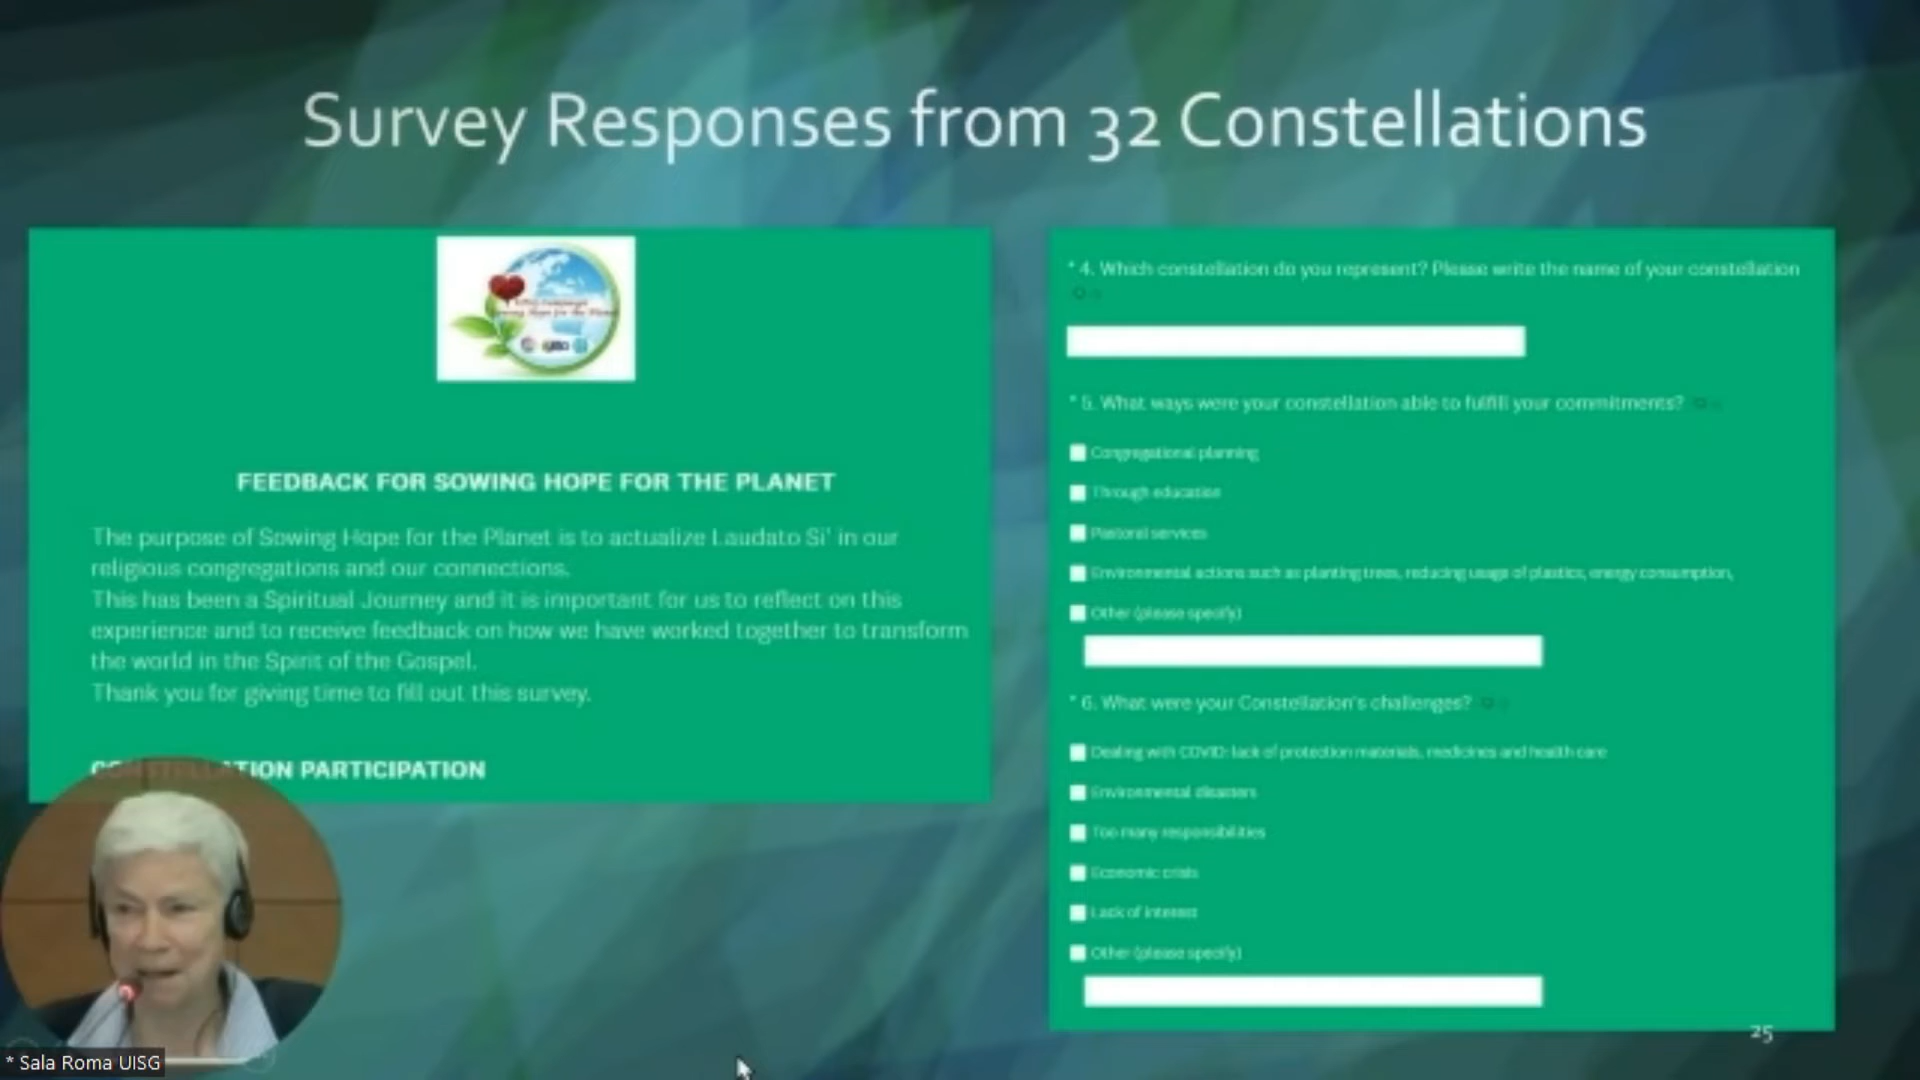 Survey Responses from 32 Constellations
FEEDBACK FOR SOWING HOPE FOR THE PLANET
The purpose of Sowing Hope for the Planet is to actualize Laudato Si' in our
religious congregations and our connections.
This has been a Spiritual Journey and it is important for us to reflect on this
experience and to receive feedback on how we have worked together to transform
the world in the Spirit of the Gospel.
Thank you for giving time to fill out this survey.
CONSTELLATION PARTICIPATION
* 4. Which constellation do you represent? Please write the name of your constellation
* 5. What ways were your constellation able to fulfill your commitments?
Congregational planning
Through education
Pastoral services
Environmental actions such as planting trees, reducing usage of plastics, energy consumption,
Other (please specify)
* 6. What were your Constellation's challenges?
Dealing with COVID: lack of protection materials, medicines and health care
Environmental disasters
Too many responsibilities
Economic crisis
Lack of interest
Other (please specify)
25
* Sala Roma UISG